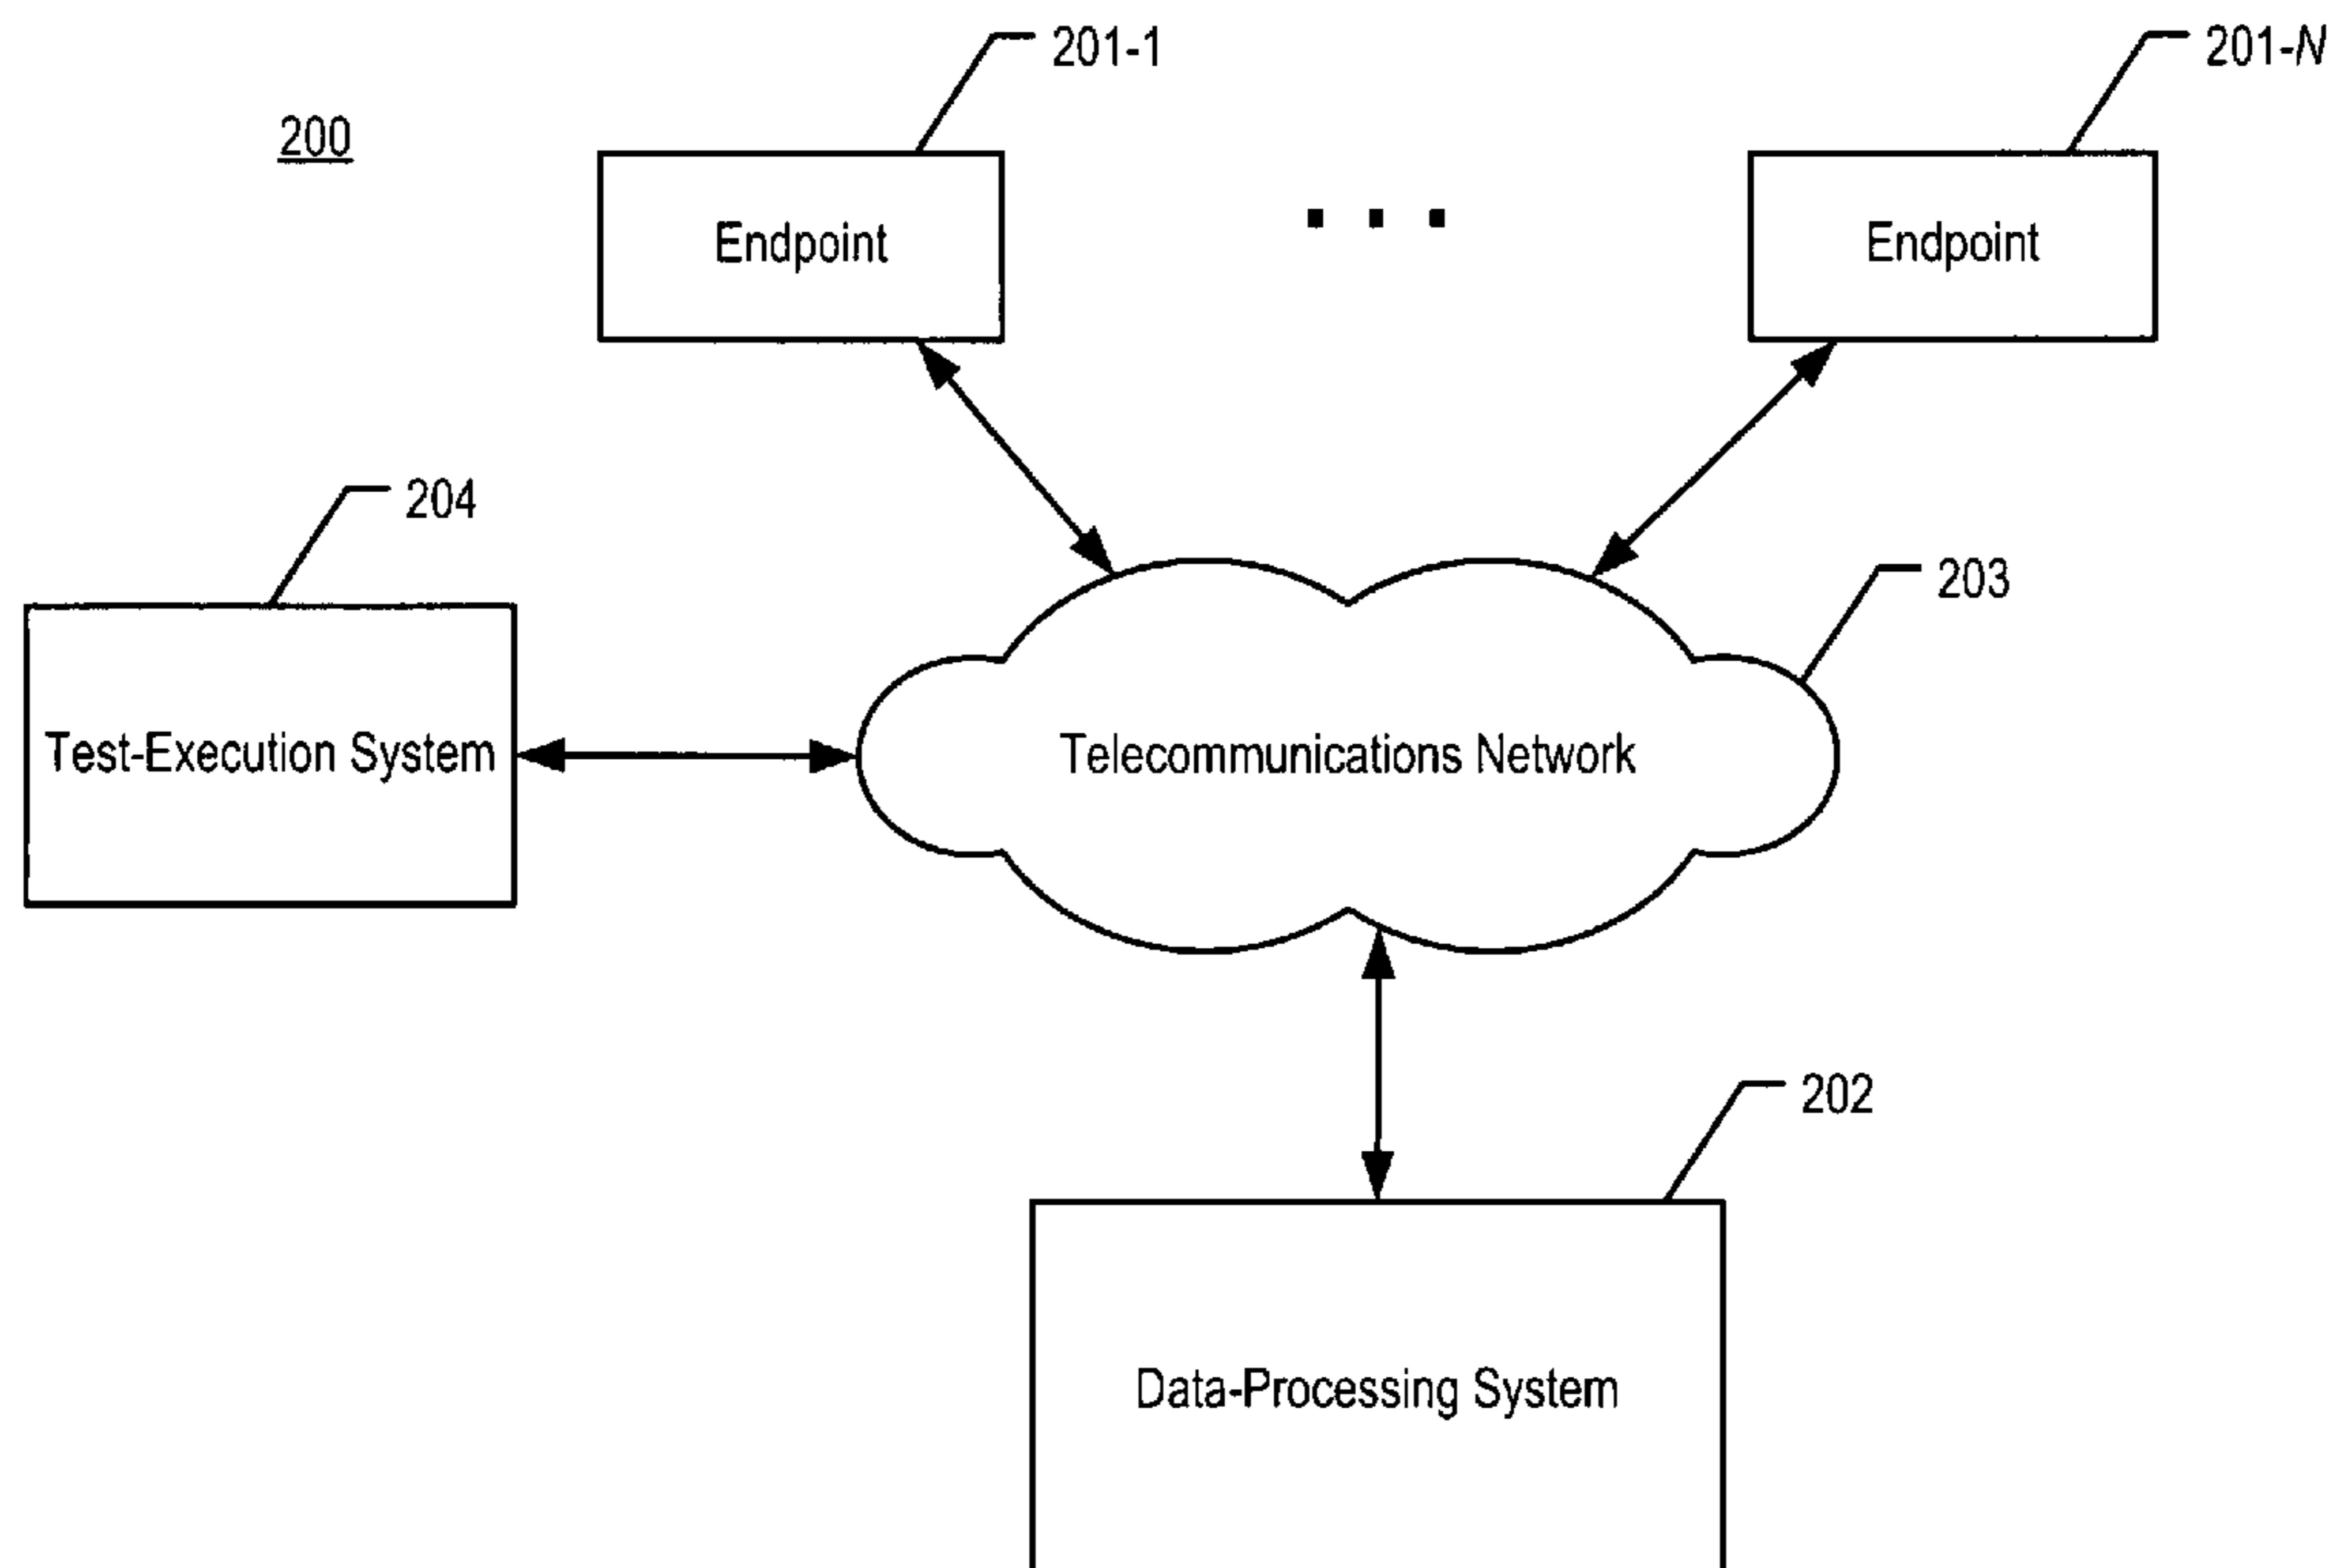 201-1
201-N
200
Endpoint
. . .
Endpoint
204
203
Test-Execution System
Telecommunications Network
202
Data-Processing System